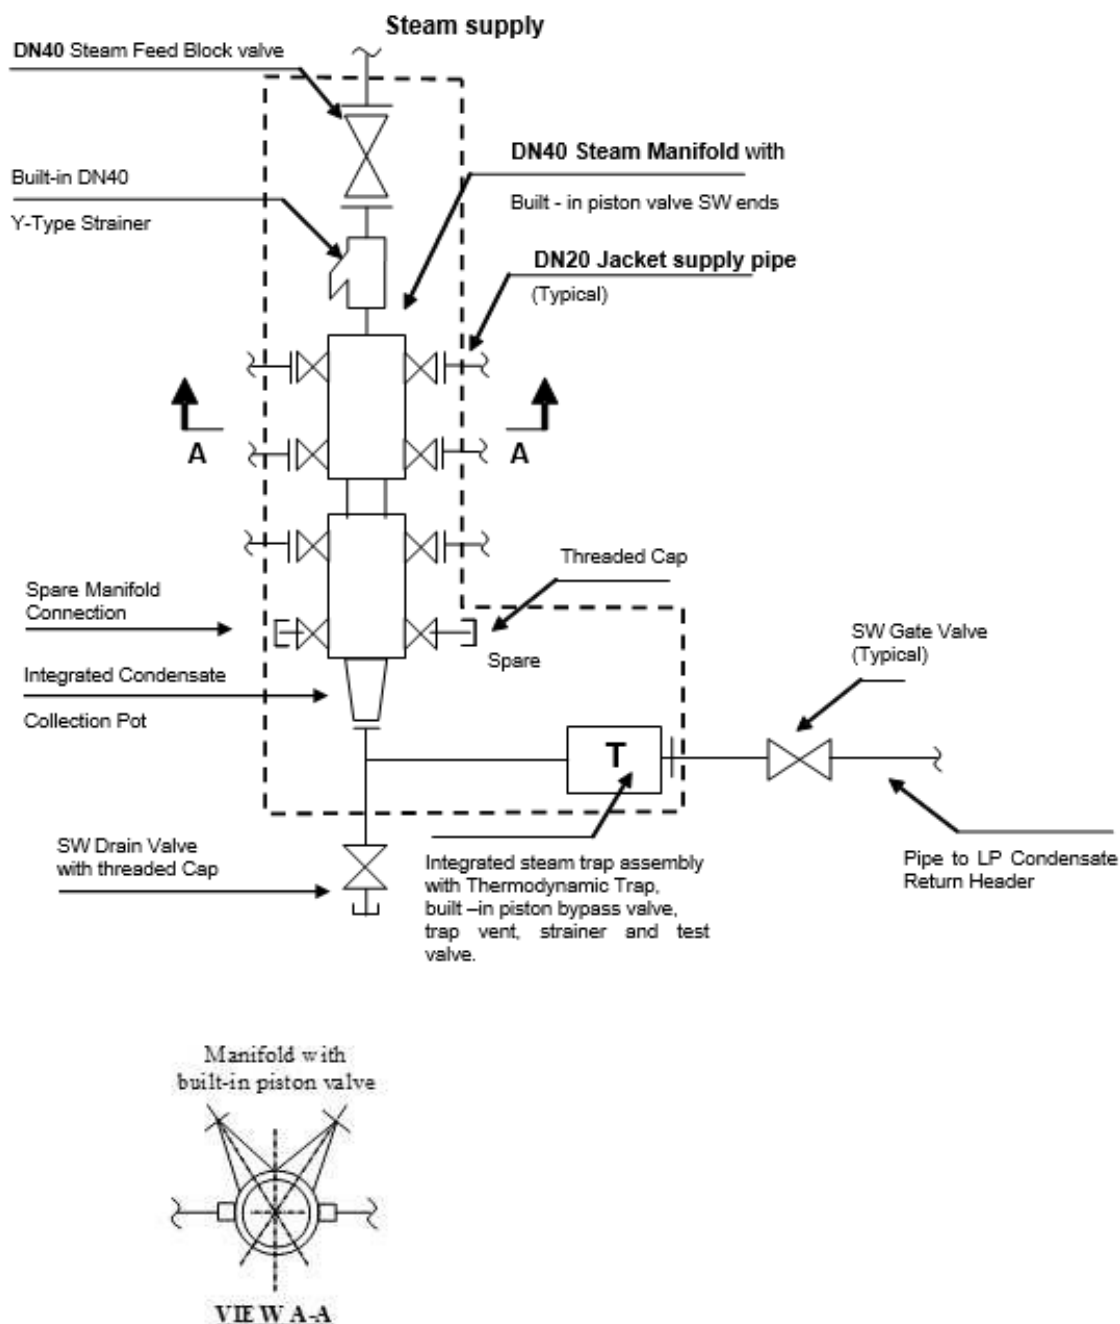 Steam supply
DN40 Steam Feed Block valve
DN40 Steam Manifold with
Built - in piston valve SW ends
Built-in DN40
Y-Type Strainer
DN20 Jacket supply pipe
(Typical)
A
A
Threaded Cap
Spare Manifold
Connection
SW Gate Valve
(Typical)
Spare
Integrated Condensate
Collection Pot
T
SW Drain Valve
with threaded Cap
Integrated steam trap assembly
with Thermodynamic Trap,
built –in piston bypass valve,
trap vent, strainer and test
valve.
Pipe to LP Condensate
Return Header
Manifold with
built-in piston valve
VIEW A-A